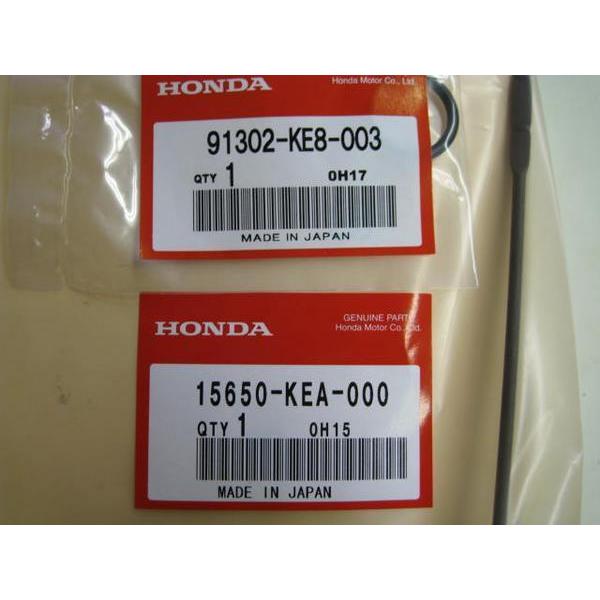 HONDA
Honda Motor Co., Ltd.
91302-KE8-003
QTY 1 0H17
MADE IN JAPAN
HONDA
GENUINE PARTS
Honda Motor Co., Ltd.
15650-KEA-000
QTY 1 0H15
MADE IN JAPAN